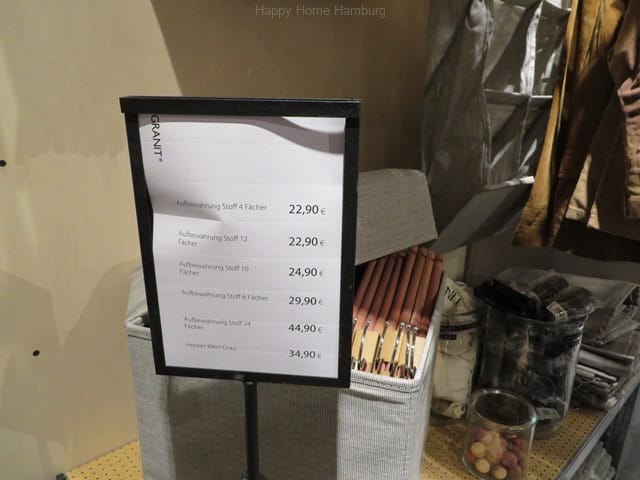 Happy Home Hamburg
GRANIT®
Aufbewahrung Stoff 4 Fächer 22,90 €
Aufbewahrung Stoff 12 22,90 €
Fächer
Aufbewahrung Stoff 10 24,90 €
Fächer
Aufbewahrung Stoff 6 Fächer 29,90 €
Aufbewahrung Stoff 24 44,90 €
Fächer
Hocker Klein Grau 34,90 €